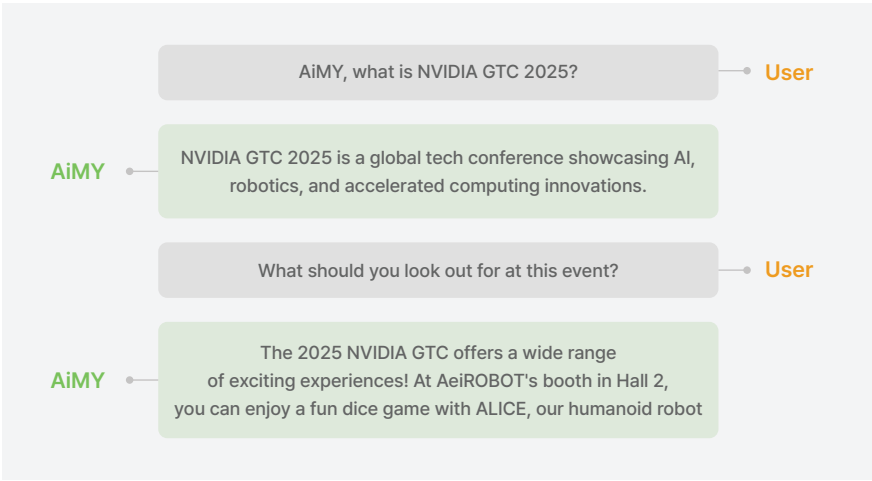 AiMY, what is NVIDIA GTC 2025?
User
NVIDIA GTC 2025 is a global tech conference showcasing AI,
robotics, and accelerated computing innovations.
AiMY
What should you look out for at this event?
User
The 2025 NVIDIA GTC offers a wide range
of exciting experiences! At AeiROBOT's booth in Hall 2,
you can enjoy a fun dice game with ALICE, our humanoid robot
AiMY